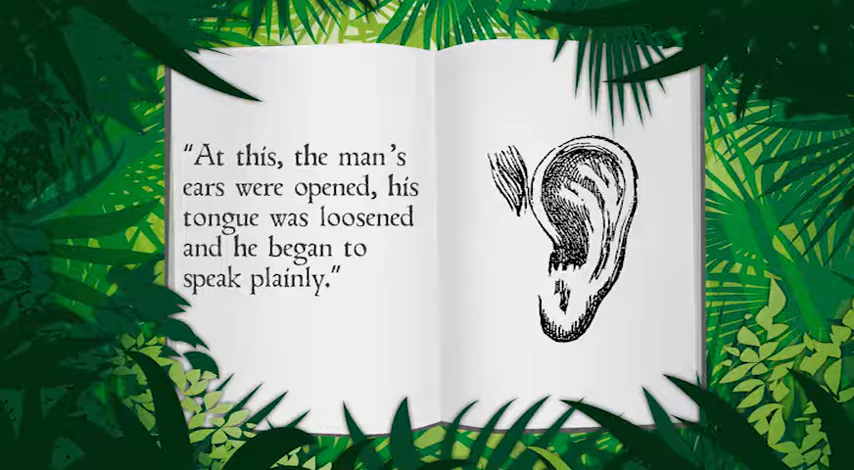 “At this, the man’s
ears were opened, his
tongue was loosened
and he began to
speak plainly.”